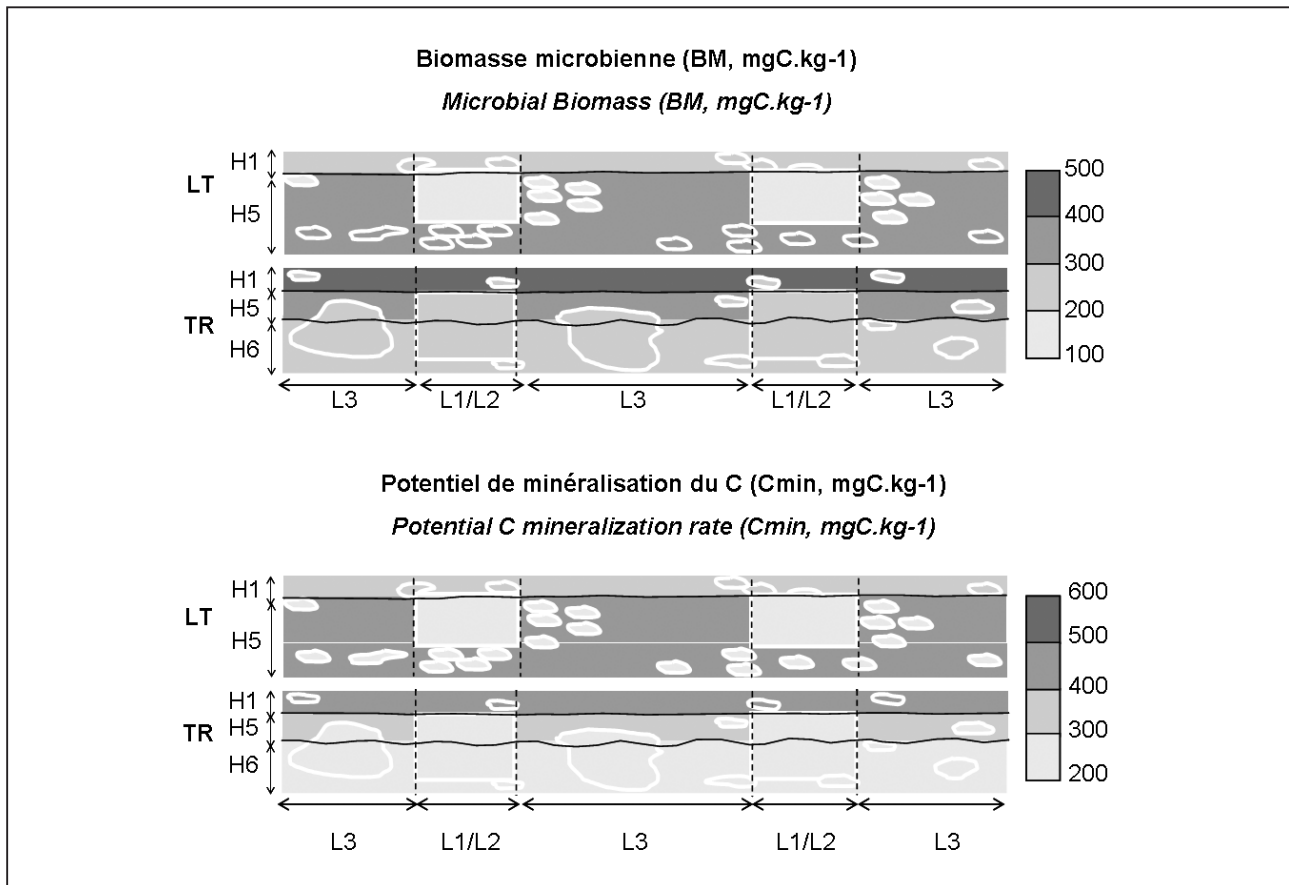 Biomasse microbienne (BM, mgC.kg-1)
Microbial Biomass (BM, mgC.kg-1)
H1
LT
H5
500
400
300
200
100
H1
H5
TR
H6
L3 L1/L2 L3 L1/L2 L3
Potentiel de minéralisation du C (Cmin, mgC.kg-1)
Potential C mineralization rate (Cmin, mgC.kg-1)
H1
LT
H5
600
500
400
300
200
H1
H5
TR
H6
L3 L1/L2 L3 L1/L2 L3